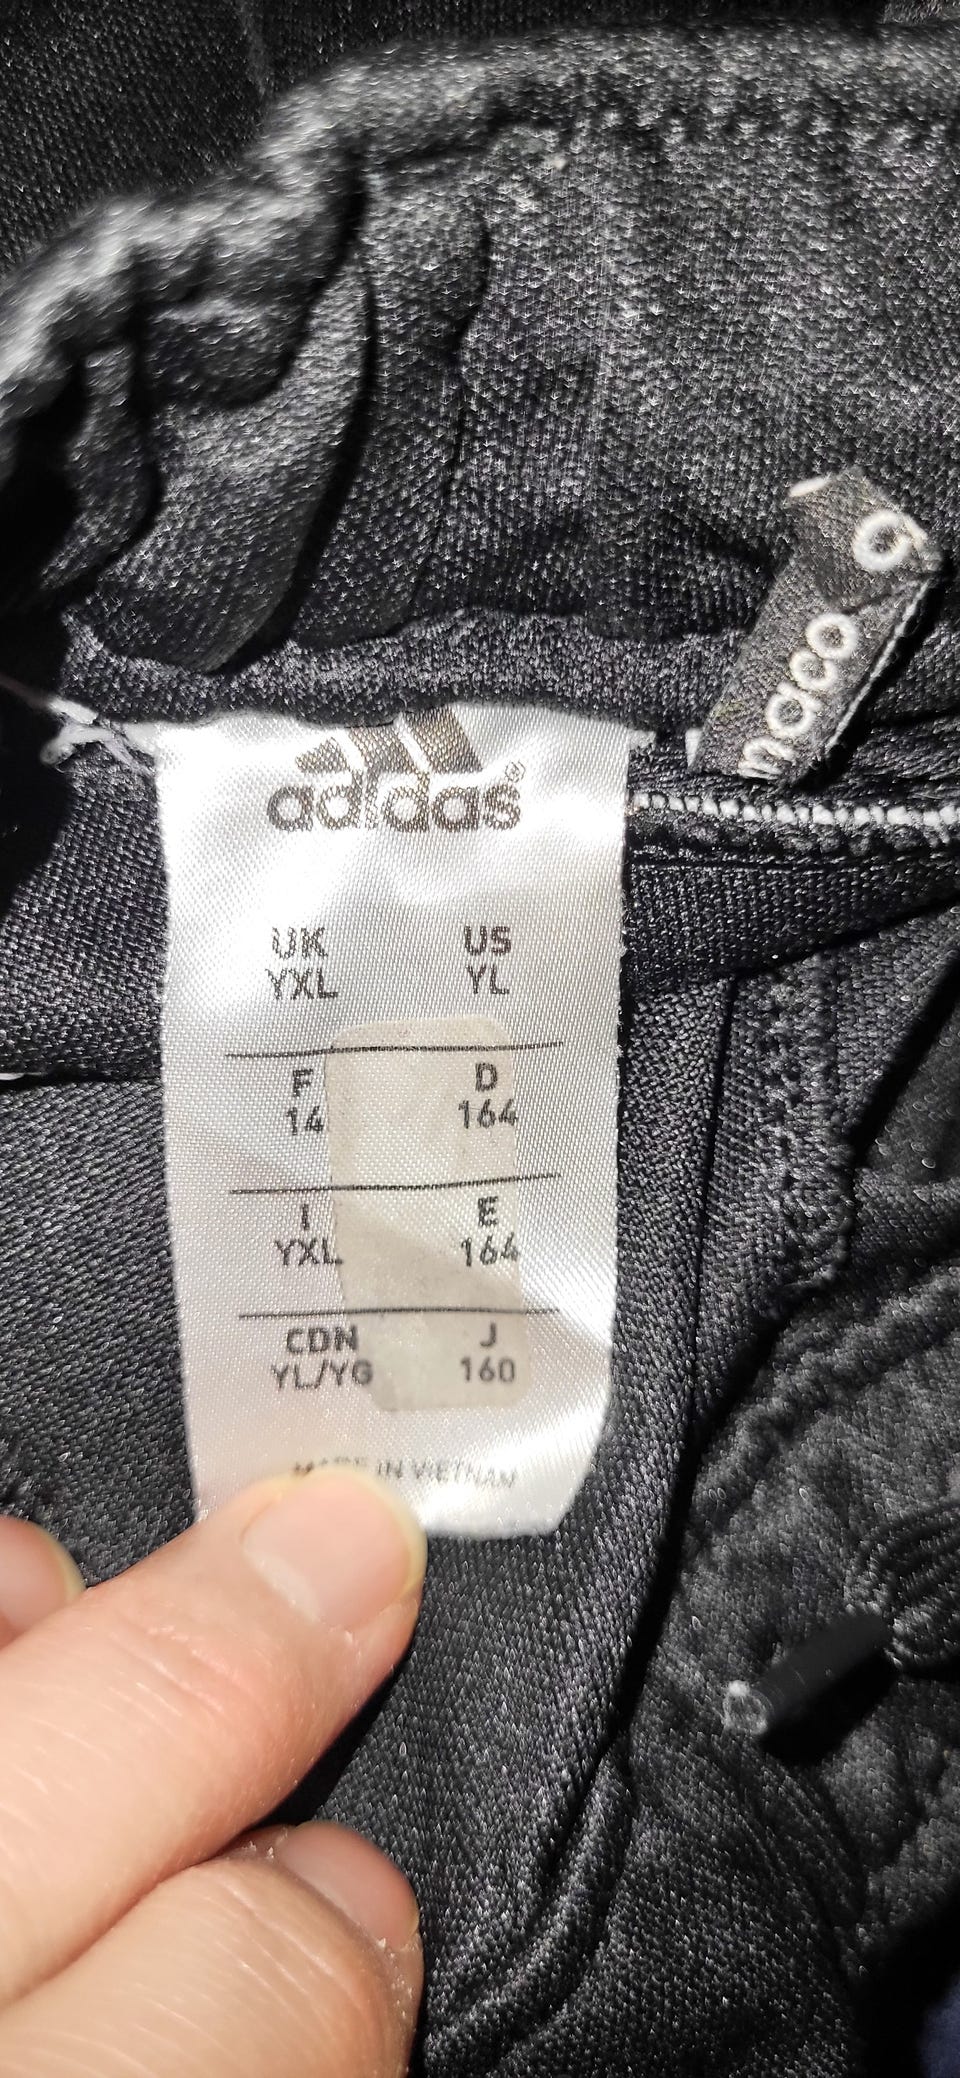 adidas®
UK US
YXL YL
F D
14 164
I E
YXL 164
CDN J
YL/YG 160
MADE IN VIETNAM